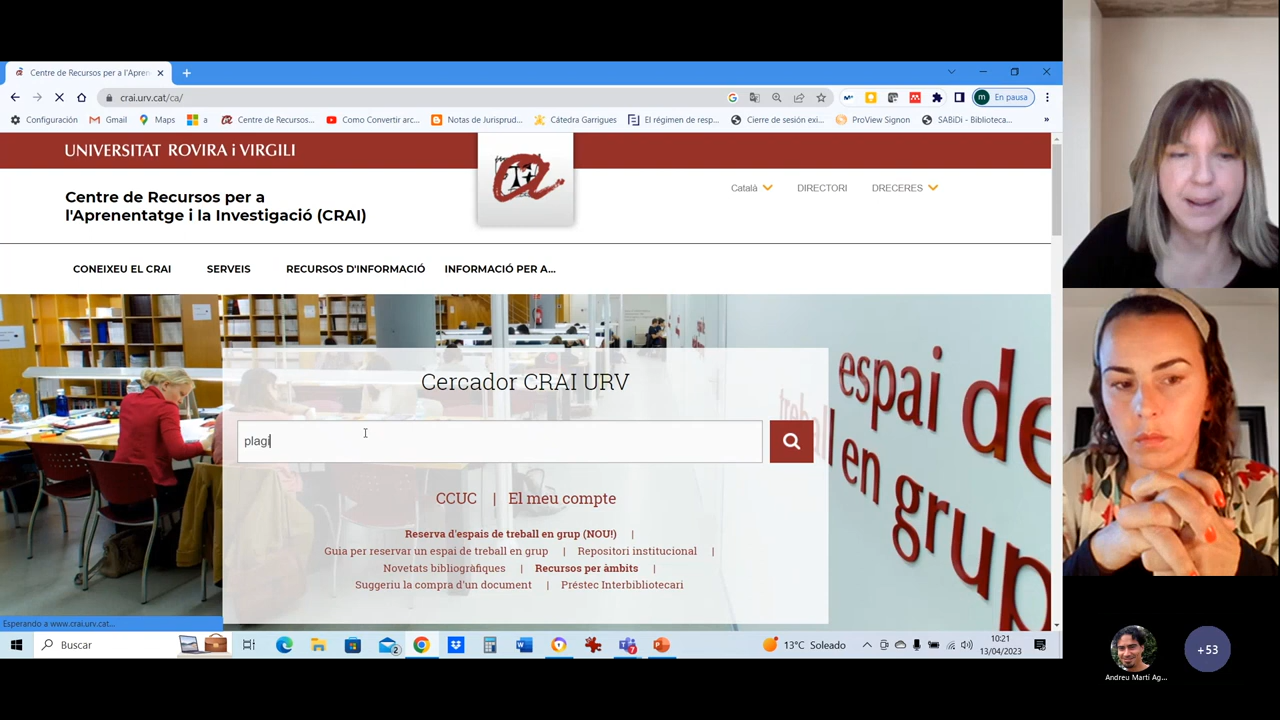 Centre de Recursos per a l'Apren
crai.urv.cat/ca/
m
En pausa
Configuración
Gmail
Maps
a
Centre de Recursos...
Como Convertir arc...
Notas de Jurisprud...
Cátedra Garrigues
El régimen de resp...
Cierre de sesión exi...
ProView Signon
SABiDi - Biblioteca...
»
UNIVERSITAT ROVIRA i VIRGILI
Centre de Recursos per a
l'Aprenentatge i la Investigació (CRAI)
Català
DIRECTORI
DRECERES
CONEIXEU EL CRAI
SERVEIS
RECURSOS D'INFORMACIÓ
INFORMACIÓ PER A...
Cercador CRAI URV
plagi
CCUC | El meu compte
Reserva d'espais de treball en grup (NOU!) |
Guia per reservar un espai de treball en grup | Repositori institucional |
Novetats bibliogràfiques | Recursos per àmbits |
Suggeriu la compra d'un document | Préstec Interbibliotecari
espai de
treball
en grup
Esperando a www.crai.urv.cat...
Buscar
2
7
13°C Soleado
10:21
13/04/2023
Andreu Martí Ag...
+53